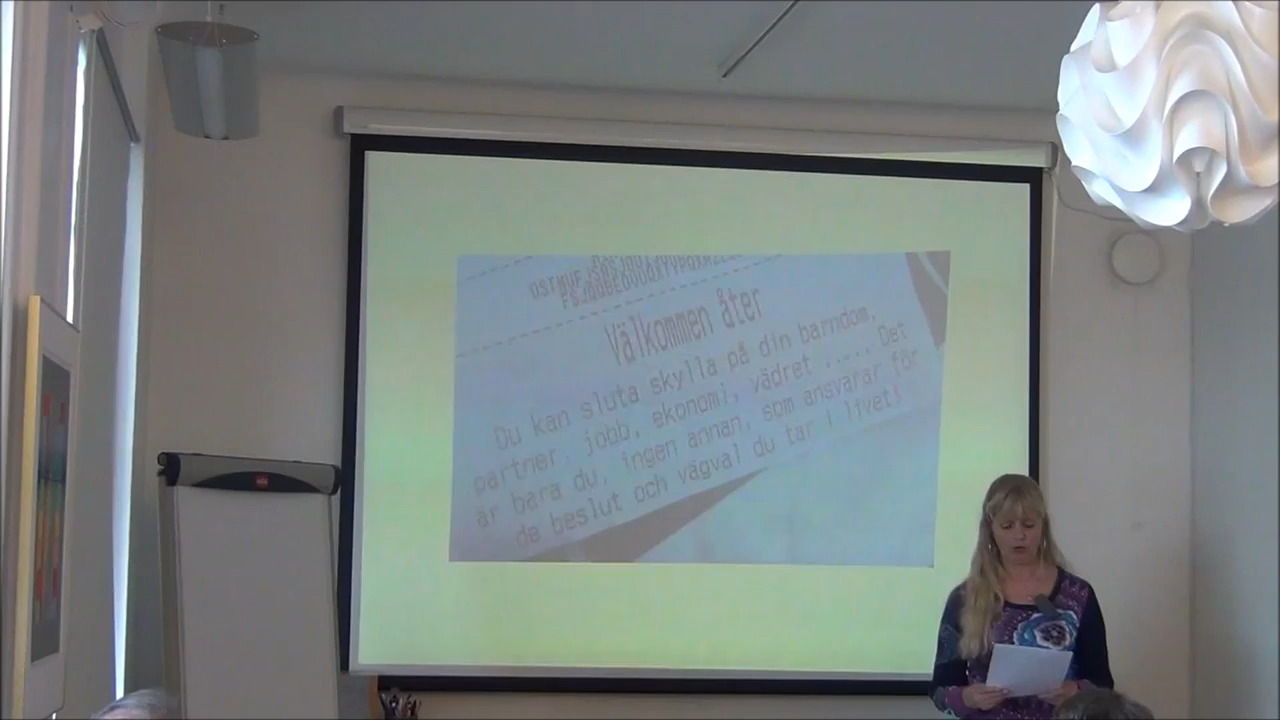 Välkommen åter
Du kan sluta skylla på din barndom,
partner, jobb, ekonomi, vädret ..... Det
är bara du, ingen annan, som ansvarar för
de beslut och vägval du tar i livet!